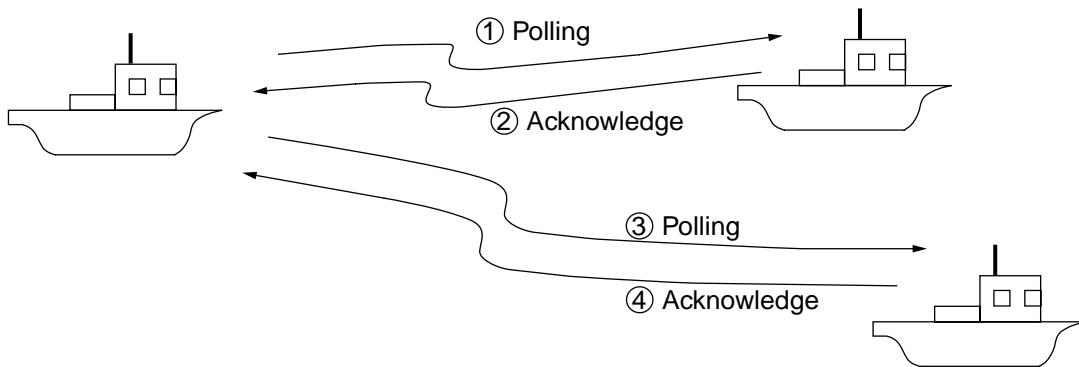 ① Polling
② Acknowledge
③ Polling
④ Acknowledge